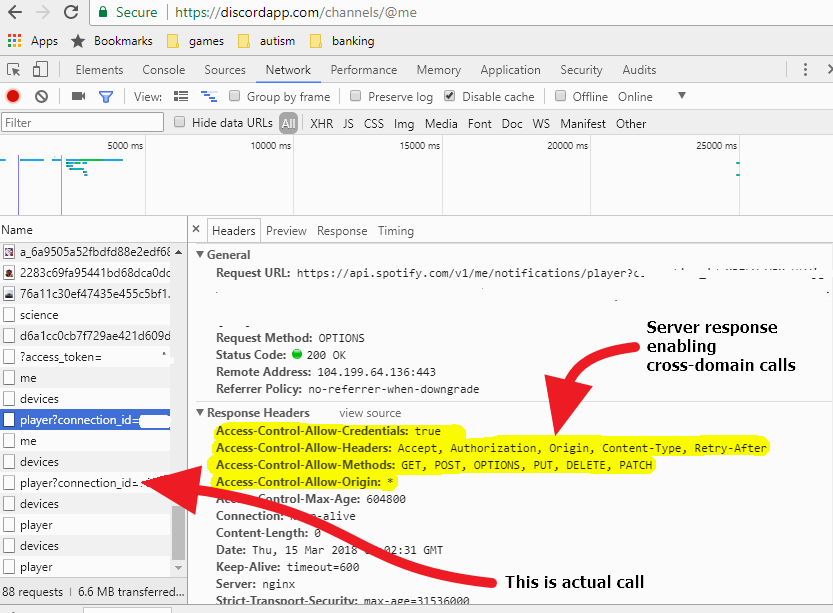 Secure
https://discordapp.com/channels/@me
Apps Bookmarks games autism banking
Elements Console Sources Network Performance Memory Application Security Audits
View: Group by frame Preserve log Disable cache Offline Online
Filter Hide data URLs All XHR JS CSS Img Media Font Doc WS Manifest Other
5000 ms 10000 ms 15000 ms 20000 ms 25000 ms
Name
a_6a9505a52fbdfd88e2edf68
2283c69fa95441bd68dca0dc
76a11c30ef47435e455c5bf1.
science
d6a1cc0cb7f729ae421d609d
?access_token=
me
devices
player?connection_id=
me
devices
player?connection_id=
devices
player
devices
player
88 requests | 6.6 MB transferred...
Headers Preview Response Timing
General
Request URL: https://api.spotify.com/v1/me/notifications/player?
Request Method: OPTIONS
Status Code: 200 OK
Remote Address: 104.199.64.136:443
Referrer Policy: no-referrer-when-downgrade
Response Headers view source
Access-Control-Allow-Credentials: true
Access-Control-Allow-Headers: Accept, Authorization, Origin, Content-Type, Retry-After
Access-Control-Allow-Methods: GET, POST, OPTIONS, PUT, DELETE, PATCH
Access-Control-Allow-Origin: *
Access-Control-Max-Age: 604800
Connection: keep-alive
Content-Length: 0
Date: Thu, 15 Mar 2018 :02:31 GMT
Keep-Alive: timeout=600
Server: nginx
Strict-Transport-Security: max-age=31536000
Server response
enabling
cross-domain calls
This is actual call